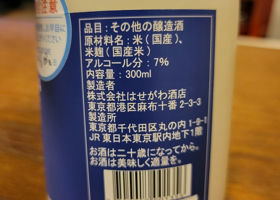 品目：その他の醸造酒
原材料名：米（国産）、
米麹（国産米）
アルコール分：7%
内容量：300ml
製造者
株式会社はせがわ酒店
東京都港区麻布十番2-3-3
製造所
東京都千代田区丸の内1-9-1
JR東日本東京駅内地下1階
お酒は二十歳になってから。
お酒は美味しく適量を。